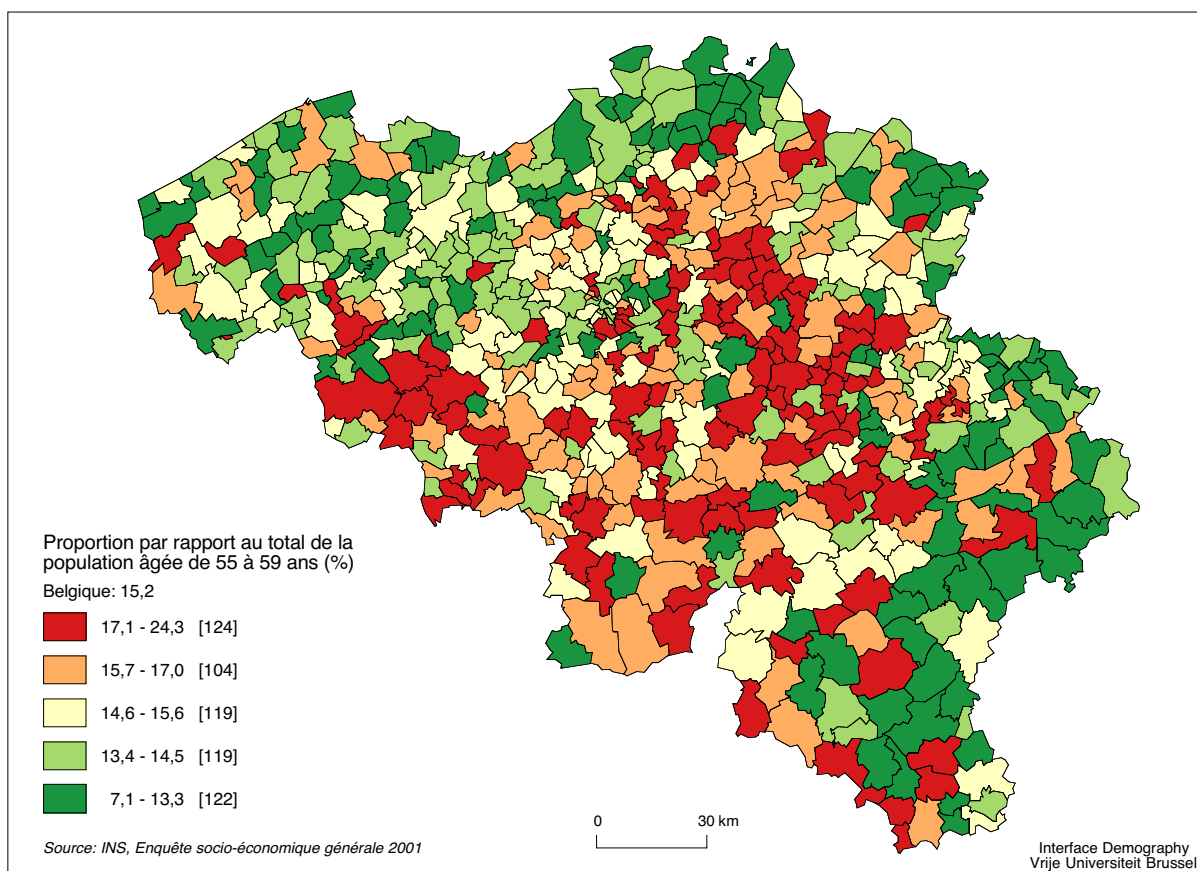 Proportion par rapport au total de la
population âgée de 55 à 59 ans (%)
Belgique: 15,2
17,1 - 24,3 [124]
15,7 - 17,0 [104]
14,6 - 15,6 [119]
13,4 - 14,5 [119]
7,1 - 13,3 [122]
Source: INS, Enquête socio-économique générale 2001
0 30 km
Interface Demography
Vrije Universiteit Brussel